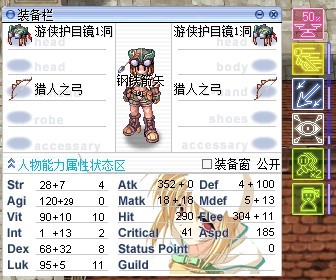 装备栏
游侠护目镜1洞 游侠护目镜1洞
head head
钢铁箭矢
head body
猎人之弓 猎人之弓
robe shoes
accessary accessary
人物能力属性状态区 装备窗 公开
Str 28+7 4 Atk 352+0 Def 4+100
Agi 120+29 0 Matk 18+18 Mdef 5+13
Vit 90+10 10 Hit 290 Flee 304+11
Int 1+13 2 Critical 41 Aspd 185
Dex 68+32 8 Status Point 0
Luk 95+5 11 Guild
50%